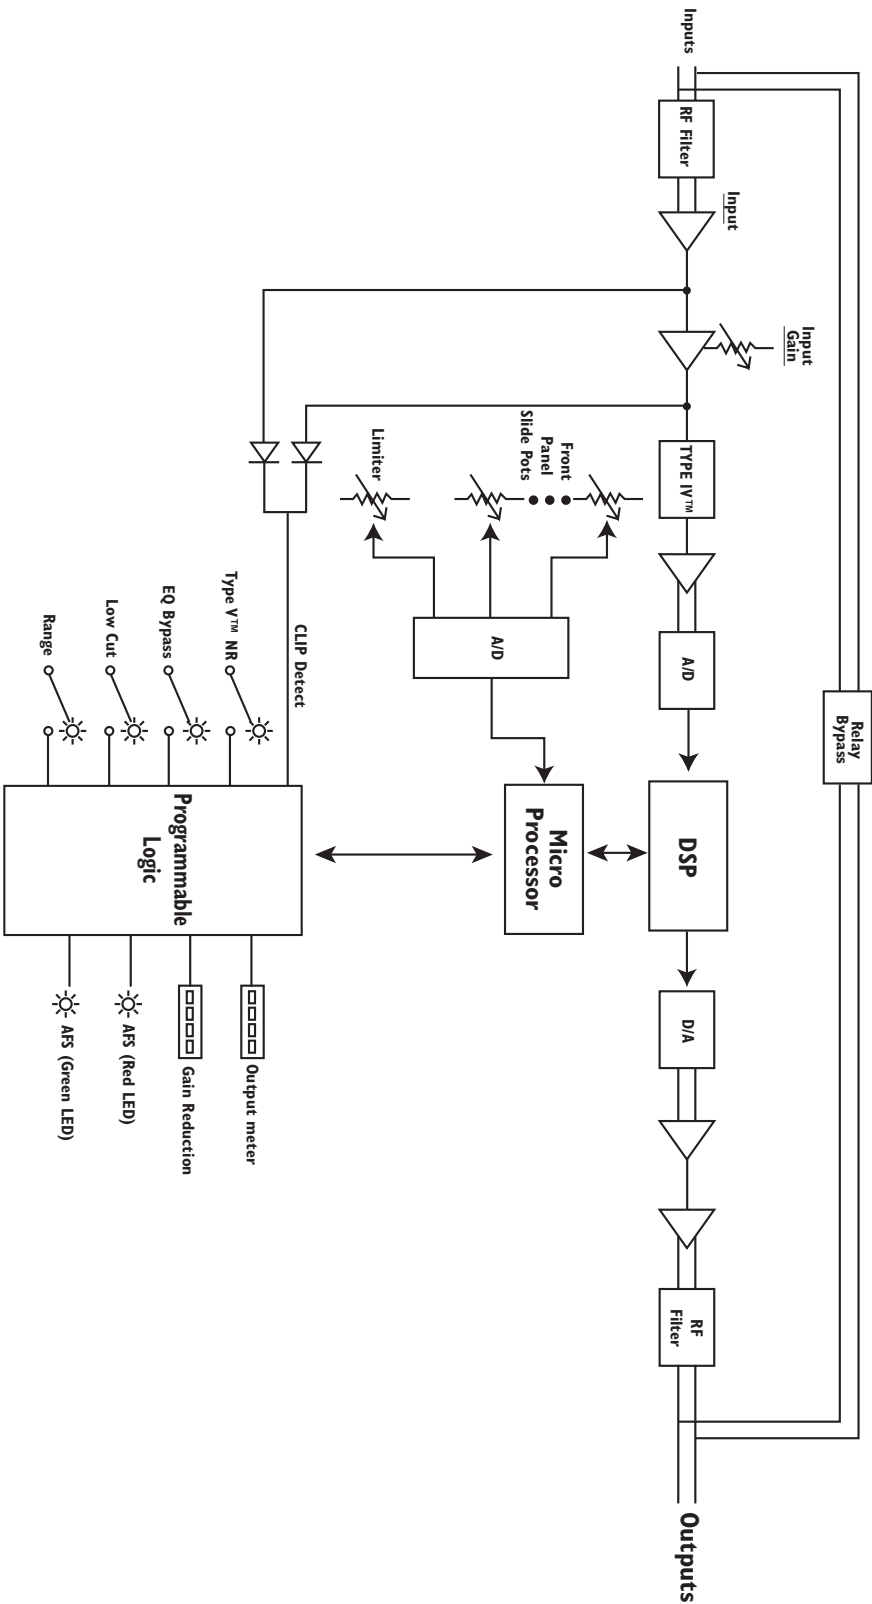 Relay
Bypass
Inputs
RF Filter
Input
Input
Gain
TYPE IV™
A/D
DSP
D/A
RF
Filter
Outputs
Front
Panel
Slide Pots
Limiter
A/D
Micro
Processor
CLIP Detect
Type V™ NR
EQ Bypass
Low Cut
Range
Programmable
Logic
Output meter
Gain Reduction
AFS (Red LED)
AFS (Green LED)